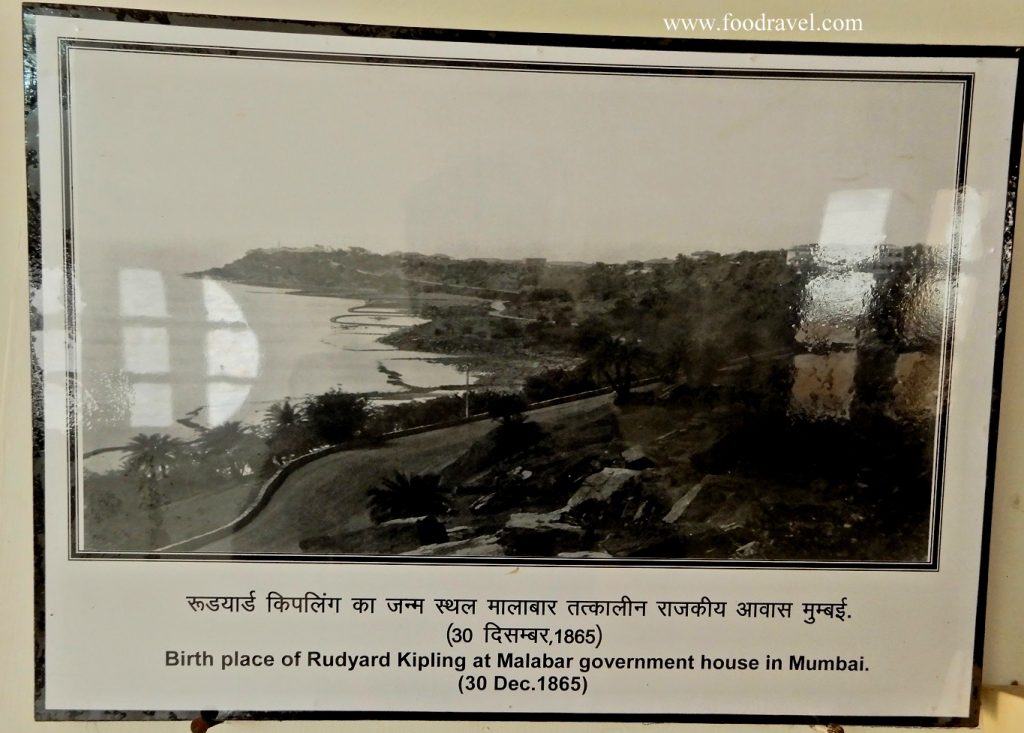 www.foodravel.com
रूडयार्ड किपलिंग का जन्म स्थल मालाबार तत्कालीन राजकीय आवास मुम्बई.
(30 दिसम्बर,1865)
Birth place of Rudyard Kipling at Malabar government house in Mumbai.
(30 Dec.1865)